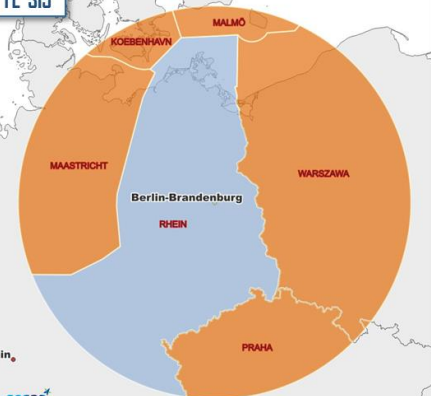 MALMÖ
KOEBENHAVN
MAASTRICHT
WARSZAWA
Berlin-Brandenburg
RHEIN
PRAHA